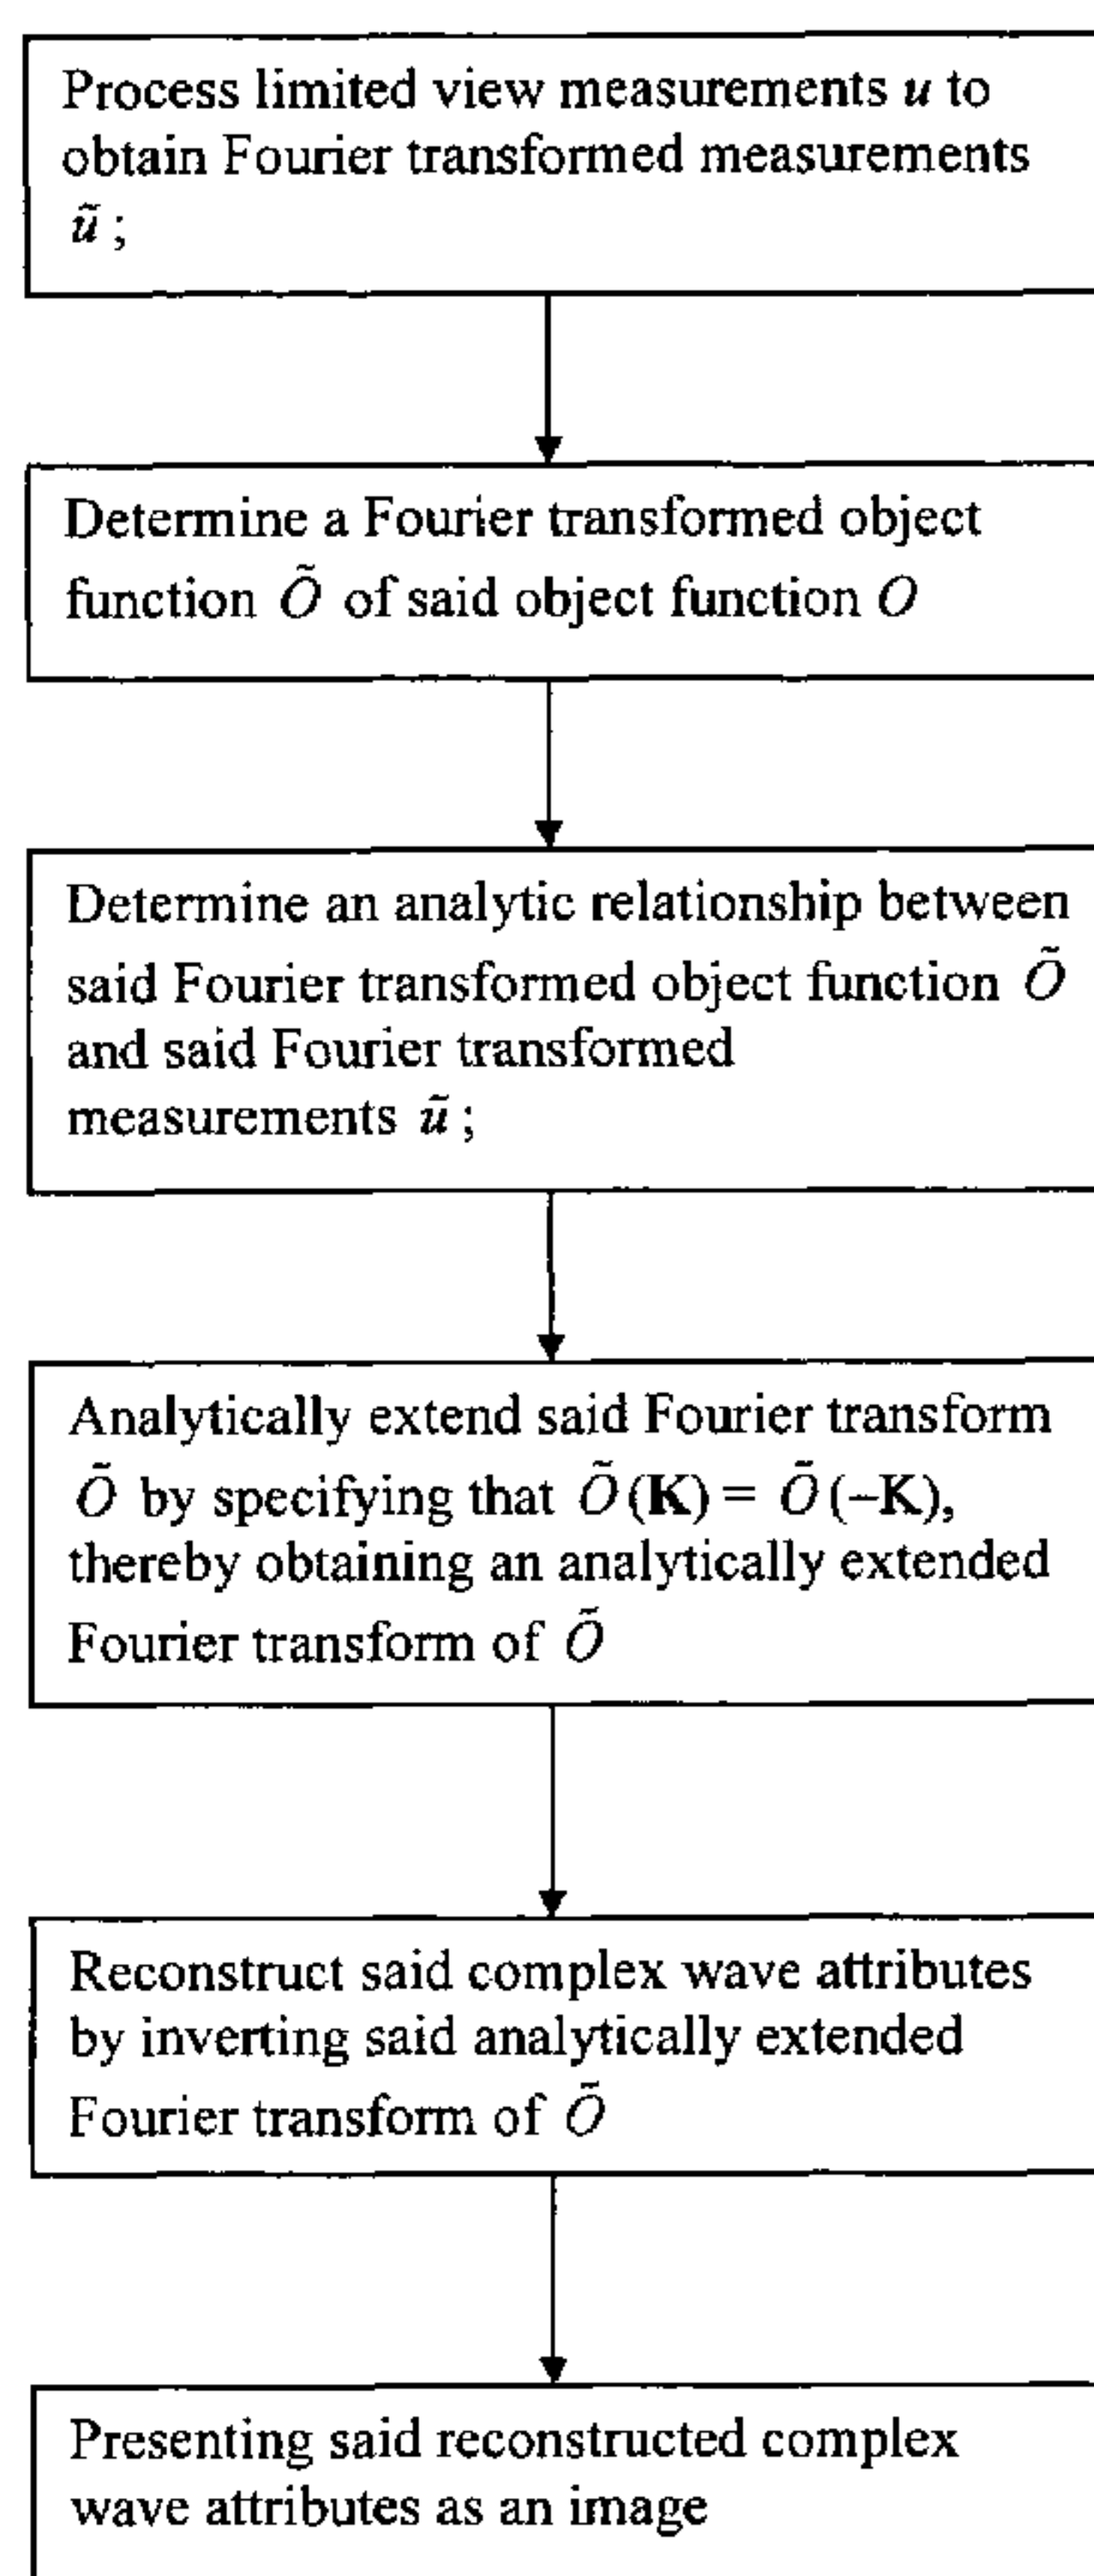 Process limited view measurements u to
obtain Fourier transformed measurements
ũ ;
Determine a Fourier transformed object
function Õ of said object function O
Determine an analytic relationship between
said Fourier transformed object function Õ
and said Fourier transformed
measurements ũ ;
Analytically extend said Fourier transform
Õ by specifying that Õ(K) = Õ(−K),
thereby obtaining an analytically extended
Fourier transform of Õ
Reconstruct said complex wave attributes
by inverting said analytically extended
Fourier transform of Õ
Presenting said reconstructed complex
wave attributes as an image